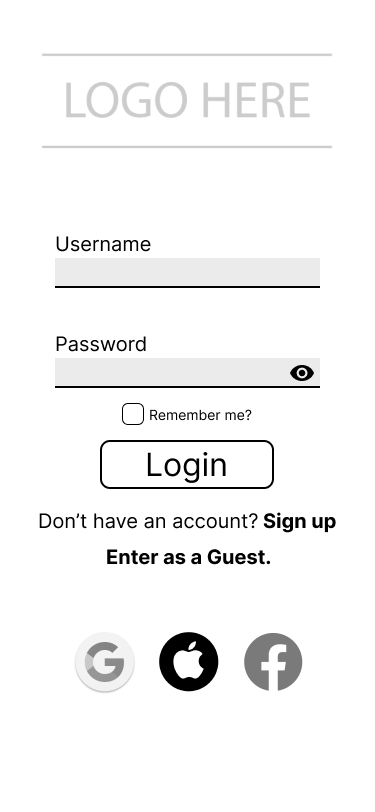 LOGO HERE
Username
Password
Remember me?
Login
Don’t have an account? Sign up
Enter as a Guest.